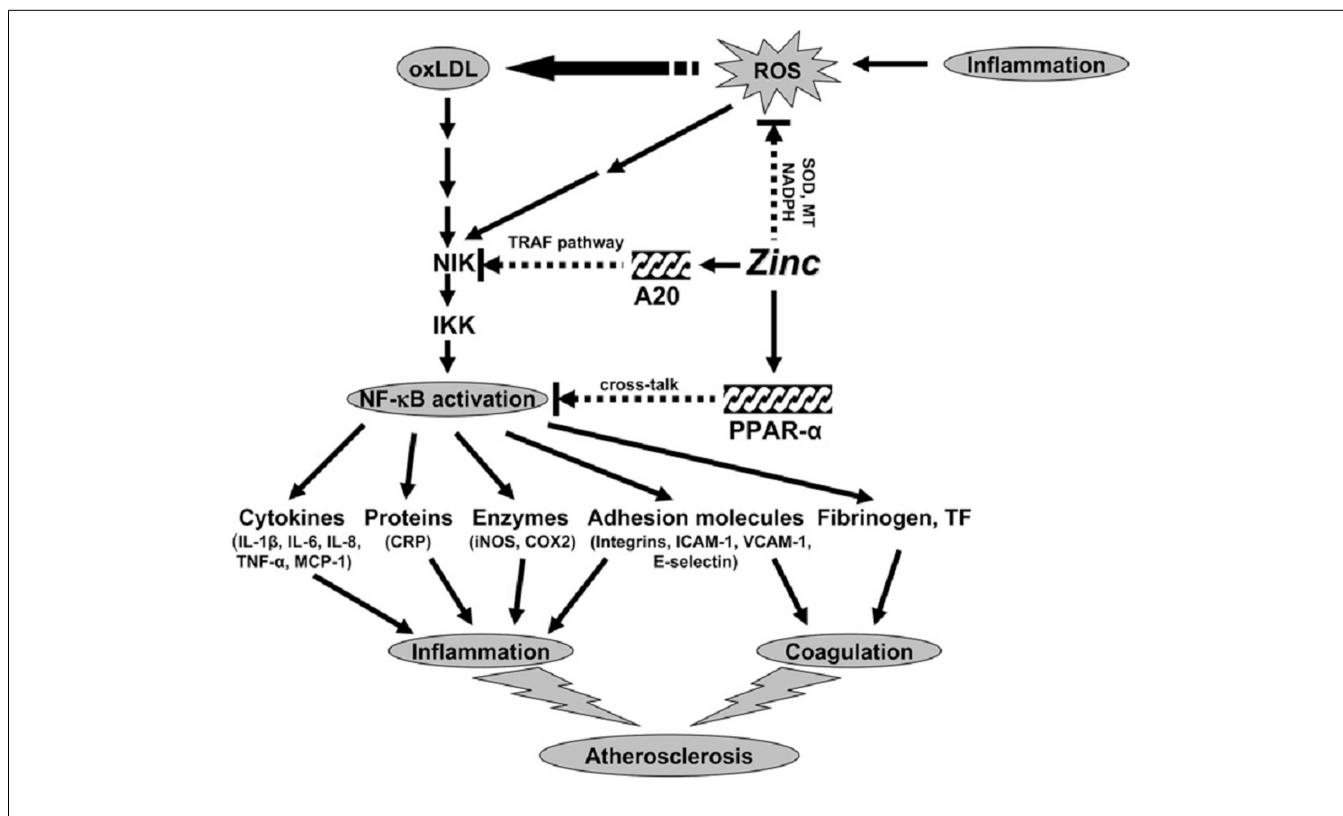 oxLDL
ROS
Inflammation
SOD, MT
NADPH
TRAF pathway
NIK
A20
Zinc
IKK
cross-talk
NF-κB activation
PPAR-α
Cytokines
(IL-1β, IL-6, IL-8,
TNF-α, MCP-1)
Proteins
(CRP)
Enzymes
(iNOS, COX2)
Adhesion molecules
(Integrins, ICAM-1, VCAM-1,
E-selectin)
Fibrinogen, TF
Inflammation
Coagulation
Atherosclerosis